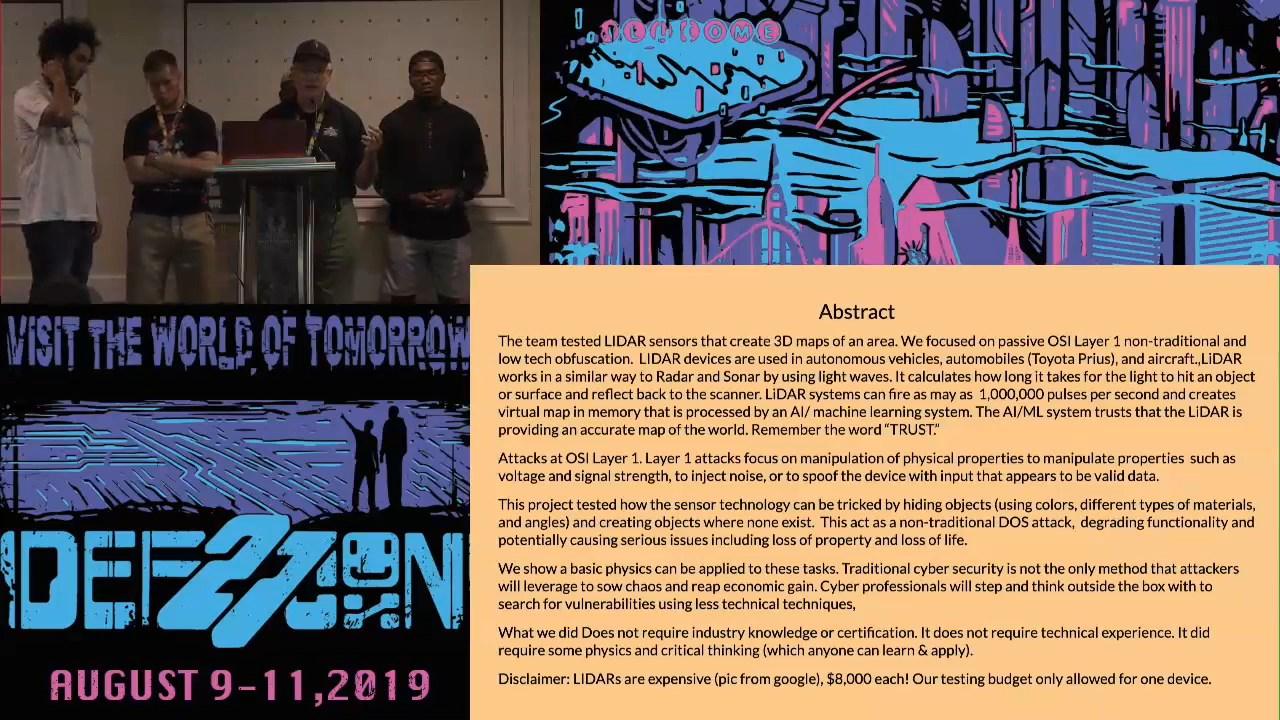 WELCOME
VISIT THE WORLD OF TOMORROW
DEFCON
27
AUGUST 9-11,2019
Abstract
The team tested LIDAR sensors that create 3D maps of an area. We focused on passive OSI Layer 1 non-traditional and
low tech obfuscation. LIDAR devices are used in autonomous vehicles, automobiles (Toyota Prius), and aircraft.,LiDAR
works in a similar way to Radar and Sonar by using light waves. It calculates how long it takes for the light to hit an object
or surface and reflect back to the scanner. LiDAR systems can fire as may as 1,000,000 pulses per second and creates
virtual map in memory that is processed by an AI/ machine learning system. The AI/ML system trusts that the LiDAR is
providing an accurate map of the world. Remember the word “TRUST.”
Attacks at OSI Layer 1. Layer 1 attacks focus on manipulation of physical properties to manipulate properties such as
voltage and signal strength, to inject noise, or to spoof the device with input that appears to be valid data.
This project tested how the sensor technology can be tricked by hiding objects (using colors, different types of materials,
and angles) and creating objects where none exist. This act as a non-traditional DOS attack, degrading functionality and
potentially causing serious issues including loss of property and loss of life.
We show a basic physics can be applied to these tasks. Traditional cyber security is not the only method that attackers
will leverage to sow chaos and reap economic gain. Cyber professionals will step and think outside the box with to
search for vulnerabilities using less technical techniques,
What we did Does not require industry knowledge or certification. It does not require technical experience. It did
require some physics and critical thinking (which anyone can learn & apply).
Disclaimer: LIDARs are expensive (pic from google), $8,000 each! Our testing budget only allowed for one device.